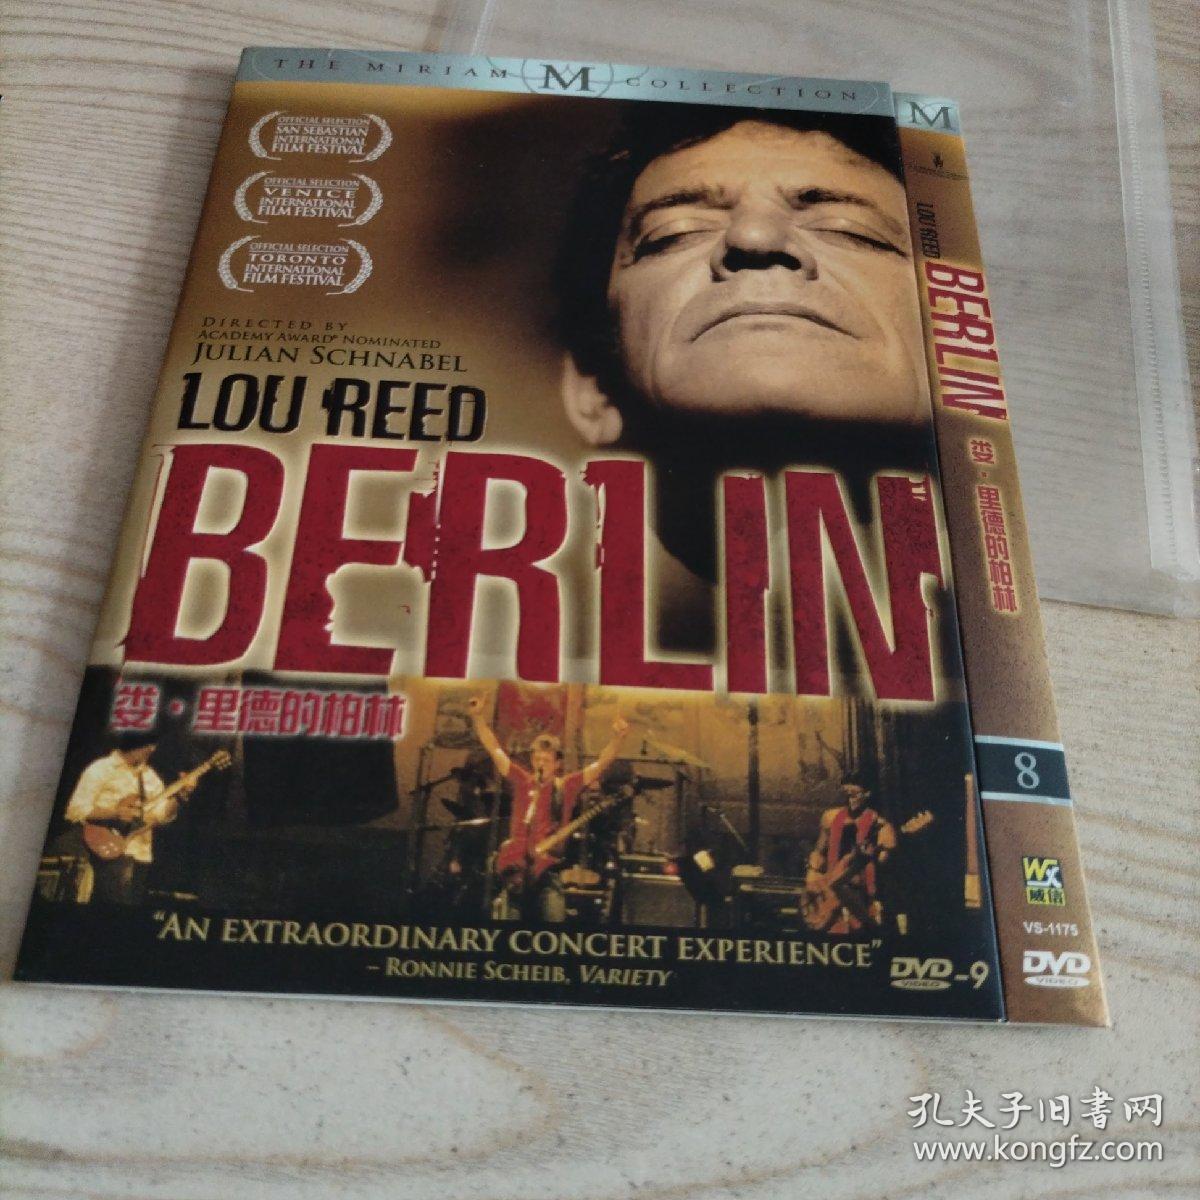 THE MIRIAM M COLLECTION
OFFICIAL SELECTION
SAN SEBASTIAN
INTERNATIONAL
FILM FESTIVAL
OFFICIAL SELECTION
VENICE
INTERNATIONAL
FILM FESTIVAL
OFFICIAL SELECTION
TORONTO
INTERNATIONAL
FILM FESTIVAL
DIRECTED BY
ACADEMY AWARD® NOMINATED
JULIAN SCHNABEL
LOU REED
BERLIN
娄·里德的柏林
"AN EXTRAORDINARY CONCERT EXPERIENCE"
– RONNIE SCHEIB, VARIETY
DVD-9
VIDEO
M
LOU REED
BERLIN
娄·里德的柏林
8
WX
威信
VS-1175
DVD
VIDEO
孔夫子旧书网
www.kongfz.com